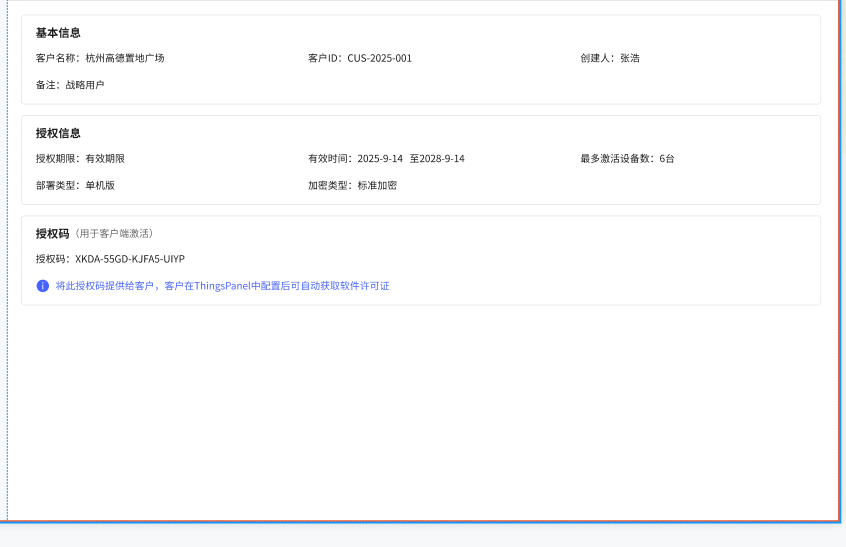 基本信息
客户名称：杭州高德置地广场 客户ID：CUS-2025-001 创建人：张浩
备注：战略用户
授权信息
授权期限：有效期限 有效时间：2025-9-14 至2028-9-14 最多激活设备数：6台
部署类型：单机版 加密类型：标准加密
授权码（用于客户端激活）
授权码：XKDA-55GD-KJFA5-UIYP
将此授权码提供给客户，客户在ThingsPanel中配置后可自动获取软件许可证